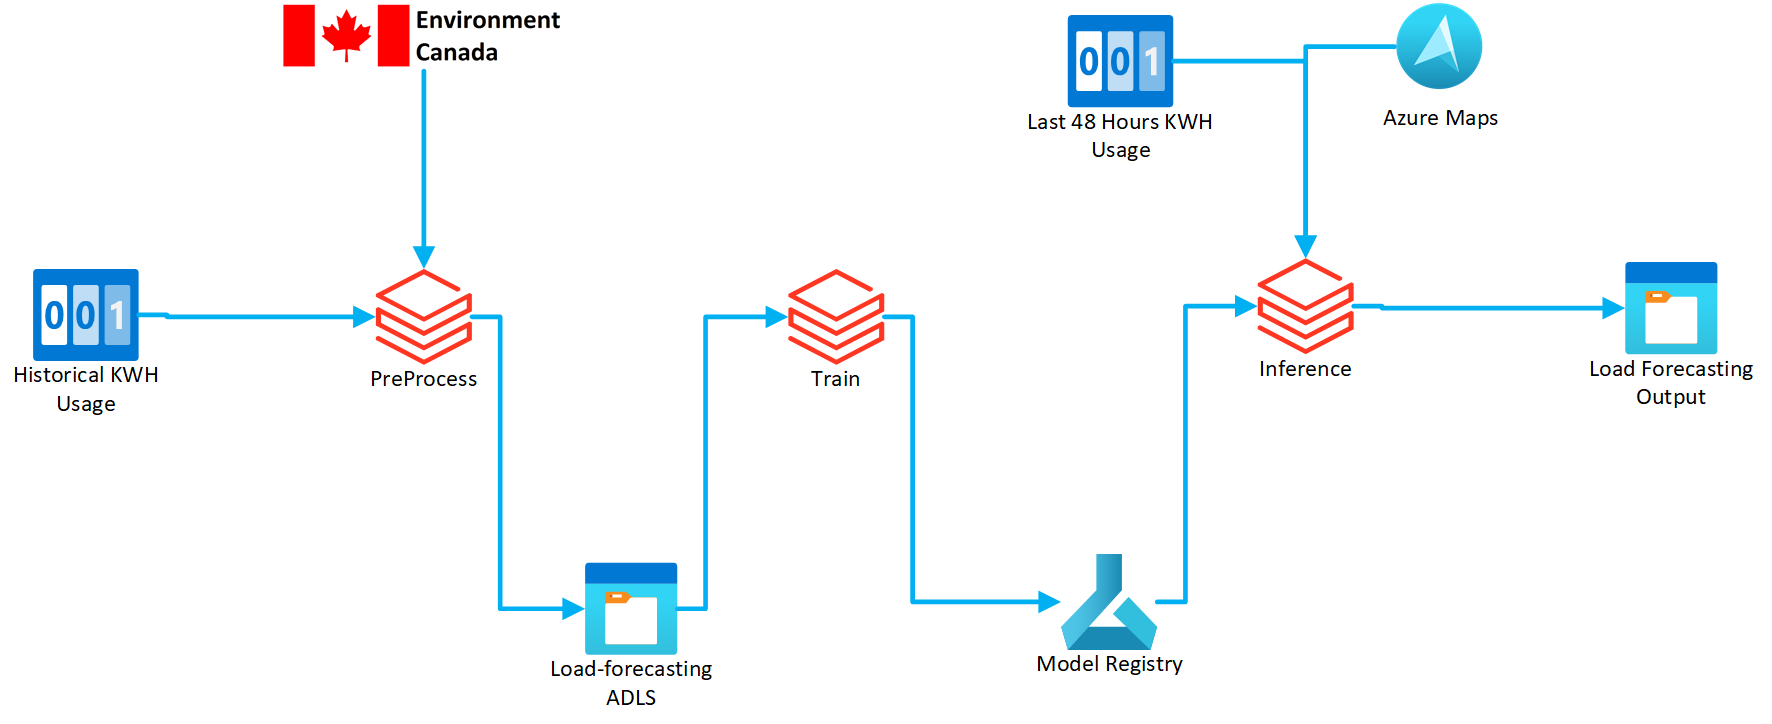 Environment
Canada
001
Last 48 Hours KWH
Usage
Azure Maps
001
Historical KWH
Usage
PreProcess
Train
Inference
Load Forecasting
Output
Load-forecasting
ADLS
Model Registry